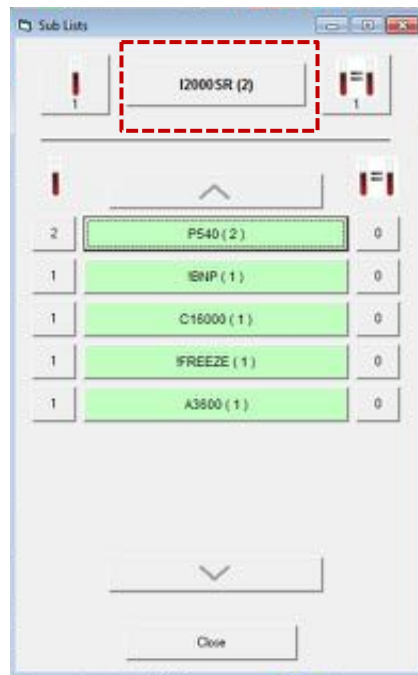 Sub Lists
1 I2000SR (2) 1
2 P540 ( 2 ) 0
1 !BNP ( 1 ) 0
1 C16000 ( 1 ) 0
1 !FREEZE ( 1 ) 0
1 A3600 ( 1 ) 0
Close